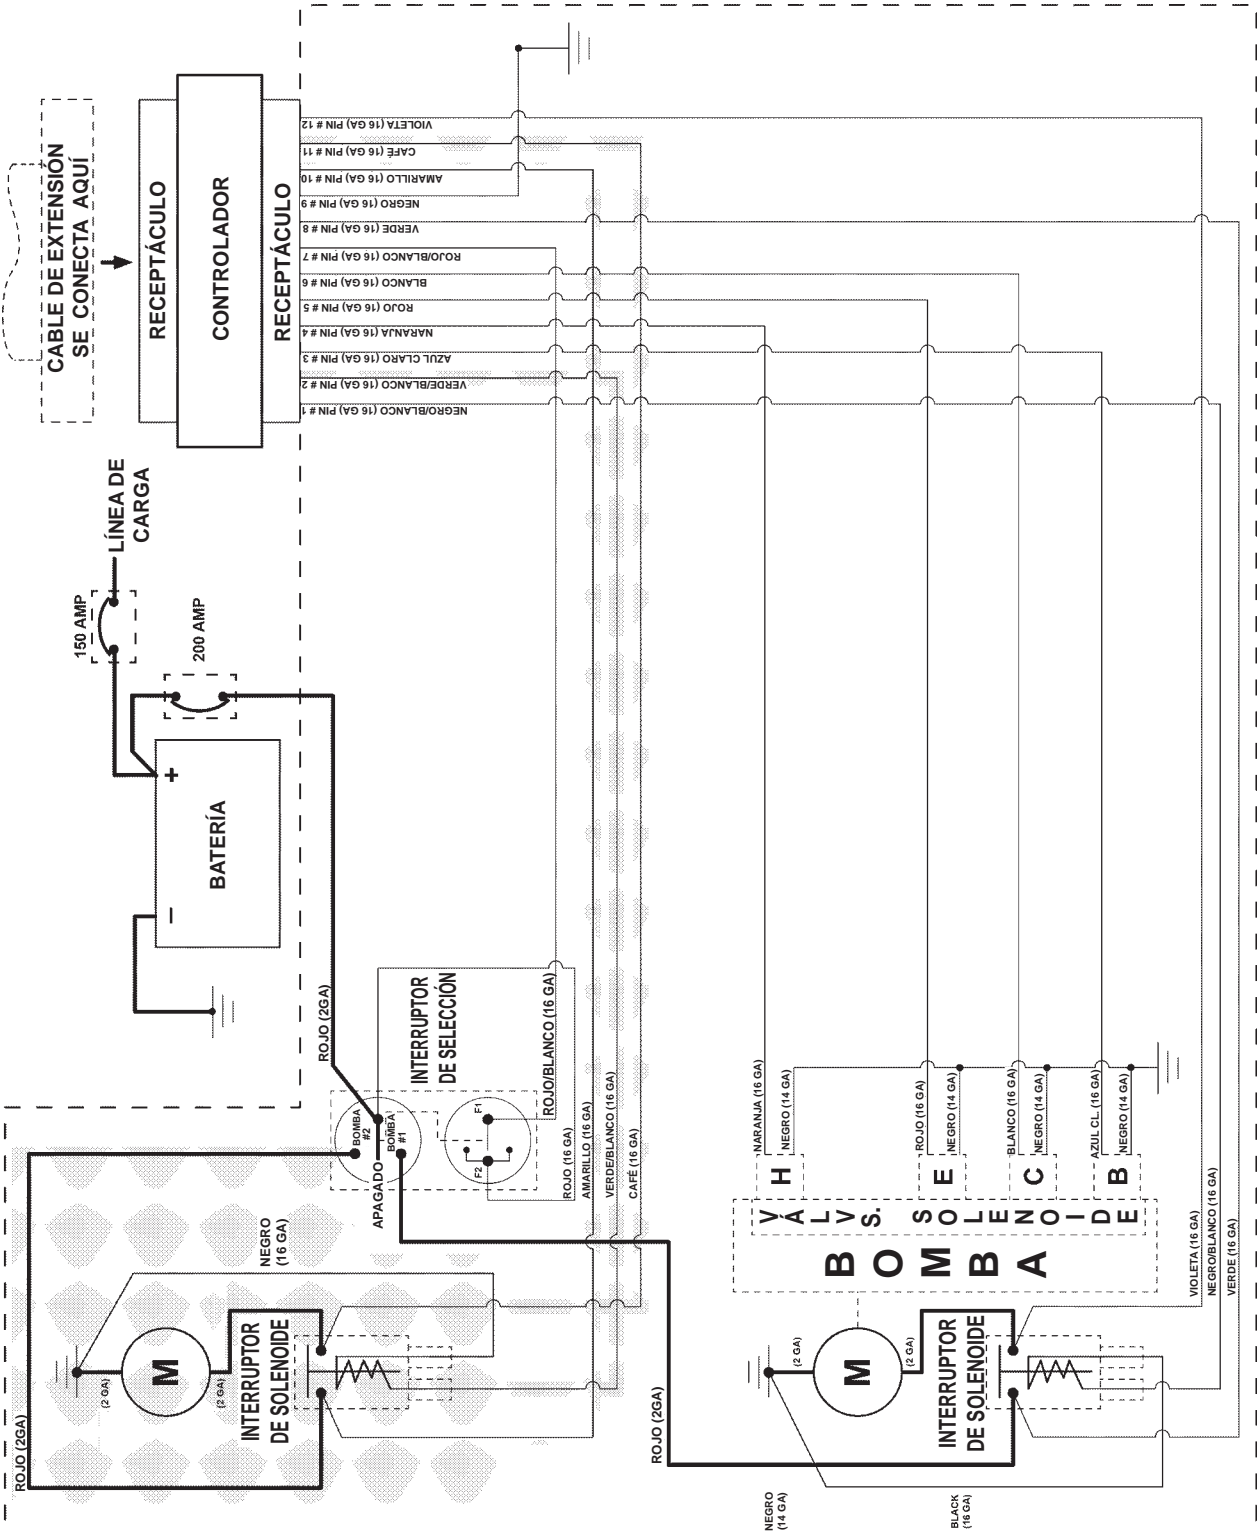 CABLE DE EXTENSIÓN
SE CONECTA AQUÍ
RECEPTÁCULO
CONTROLADOR
RECEPTÁCULO
VIOLETA (16 GA) PIN # 12
CAFÉ (16 GA) PIN # 11
AMARILLO (16 GA) PIN # 10
NEGRO (16 GA) PIN # 9
VERDE (16 GA) PIN # 8
ROJO/BLANCO (16 GA) PIN # 7
BLANCO (16 GA) PIN # 6
ROJO (16 GA) PIN # 5
NARANJA (16 GA) PIN # 4
AZUL CLARO (16 GA) PIN # 3
VERDE/BLANCO (16 GA) PIN # 2
NEGRO/BLANCO (16 GA) PIN # 1
LÍNEA DE
CARGA
150 AMP
200 AMP
BATERÍA
+
−
ROJO (2GA)
INTERRUPTOR
DE SELECCIÓN
BOMBA
#2
BOMBA
#1
APAGADO
F1
F2
ROJO/BLANCO (16 GA)
ROJO (16 GA)
AMARILLO (16 GA)
VERDE/BLANCO (16 GA)
CAFÉ (16 GA)
NEGRO
(16 GA)
ROJO (2GA)
(2 GA)
M
(2 GA)
INTERRUPTOR
DE SOLENOIDE
ROJO (2GA)
NARANJA (16 GA)
NEGRO (14 GA)
ROJO (16 GA)
NEGRO (14 GA)
BLANCO (16 GA)
NEGRO (14 GA)
AZUL CL. (16 GA)
NEGRO (14 GA)
H
E
C
B
VÁLVS. SOLENOIDE
BOMBA
VIOLETA (16 GA)
NEGRO/BLANCO (16 GA)
VERDE (16 GA)
(2 GA)
M
(2 GA)
INTERRUPTOR
DE SOLENOIDE
NEGRO
(14 GA)
BLACK
(16 GA)